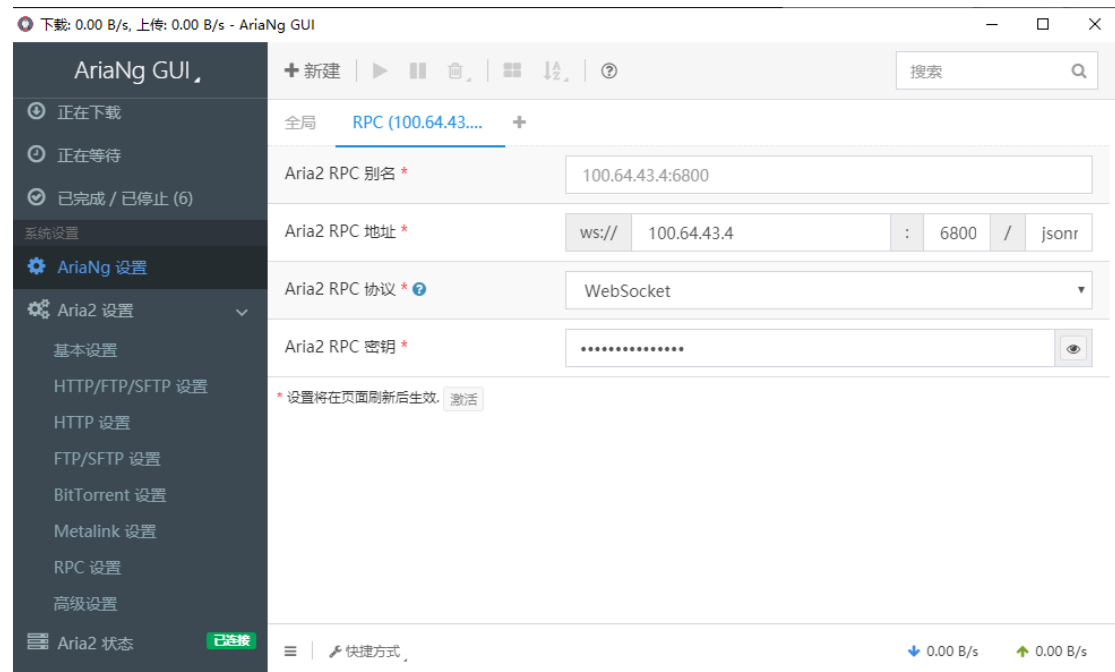 下载: 0.00 B/s, 上传: 0.00 B/s - AriaNg GUI
AriaNg GUI
新建
搜索
正在下载
正在等待
已完成 / 已停止 (6)
系统设置
AriaNg 设置
Aria2 设置
基本设置
HTTP/FTP/SFTP 设置
HTTP 设置
FTP/SFTP 设置
BitTorrent 设置
Metalink 设置
RPC 设置
高级设置
Aria2 状态 已连接
全局 RPC (100.64.43.... +
Aria2 RPC 别名 * 100.64.43.4:6800
Aria2 RPC 地址 * ws:// 100.64.43.4 : 6800 / jsonr
Aria2 RPC 协议 * WebSocket
Aria2 RPC 密钥 * •••••••••••••••
* 设置将在页面刷新后生效. 激活
快捷方式 0.00 B/s 0.00 B/s